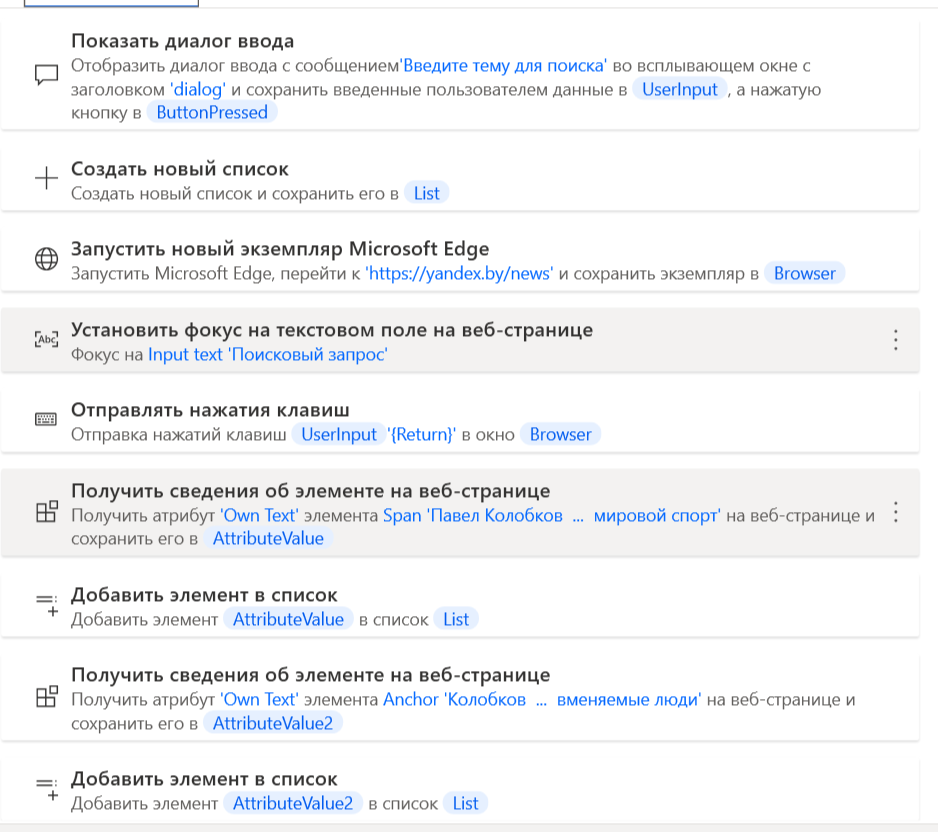 Показать диалог ввода
Отобразить диалог ввода с сообщением'Введите тему для поиска' во всплывающем окне с
заголовком 'dialog' и сохранить введенные пользователем данные в UserInput , а нажатую
кнопку в ButtonPressed
Создать новый список
Создать новый список и сохранить его в List
Запустить новый экземпляр Microsoft Edge
Запустить Microsoft Edge, перейти к 'https://yandex.by/news' и сохранить экземпляр в Browser
Abc
Установить фокус на текстовом поле на веб-странице
Фокус на Input text 'Поисковый запрос'
Отправлять нажатия клавиш
Отправка нажатий клавиш UserInput '{Return}' в окно Browser
Получить сведения об элементе на веб-странице
Получить атрибут 'Own Text' элемента Span 'Павел Колобков ... мировой спорт' на веб-странице и
сохранить его в AttributeValue
Добавить элемент в список
Добавить элемент AttributeValue в список List
Получить сведения об элементе на веб-странице
Получить атрибут 'Own Text' элемента Anchor 'Колобков ... вменяемые люди' на веб-странице и
сохранить его в AttributeValue2
Добавить элемент в список
Добавить элемент AttributeValue2 в список List